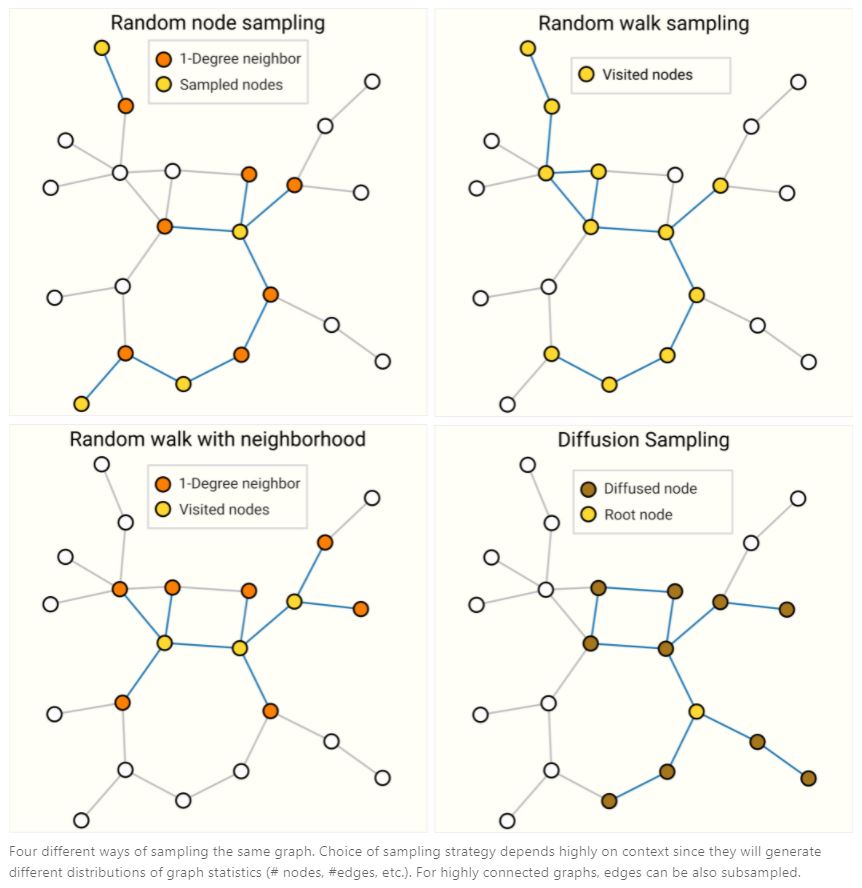 Random node sampling
1-Degree neighbor
Sampled nodes
Random walk sampling
Visited nodes
Random walk with neighborhood
1-Degree neighbor
Visited nodes
Diffusion Sampling
Diffused node
Root node
Four different ways of sampling the same graph. Choice of sampling strategy depends highly on context since they will generate
different distributions of graph statistics (# nodes, #edges, etc.). For highly connected graphs, edges can be also subsampled.